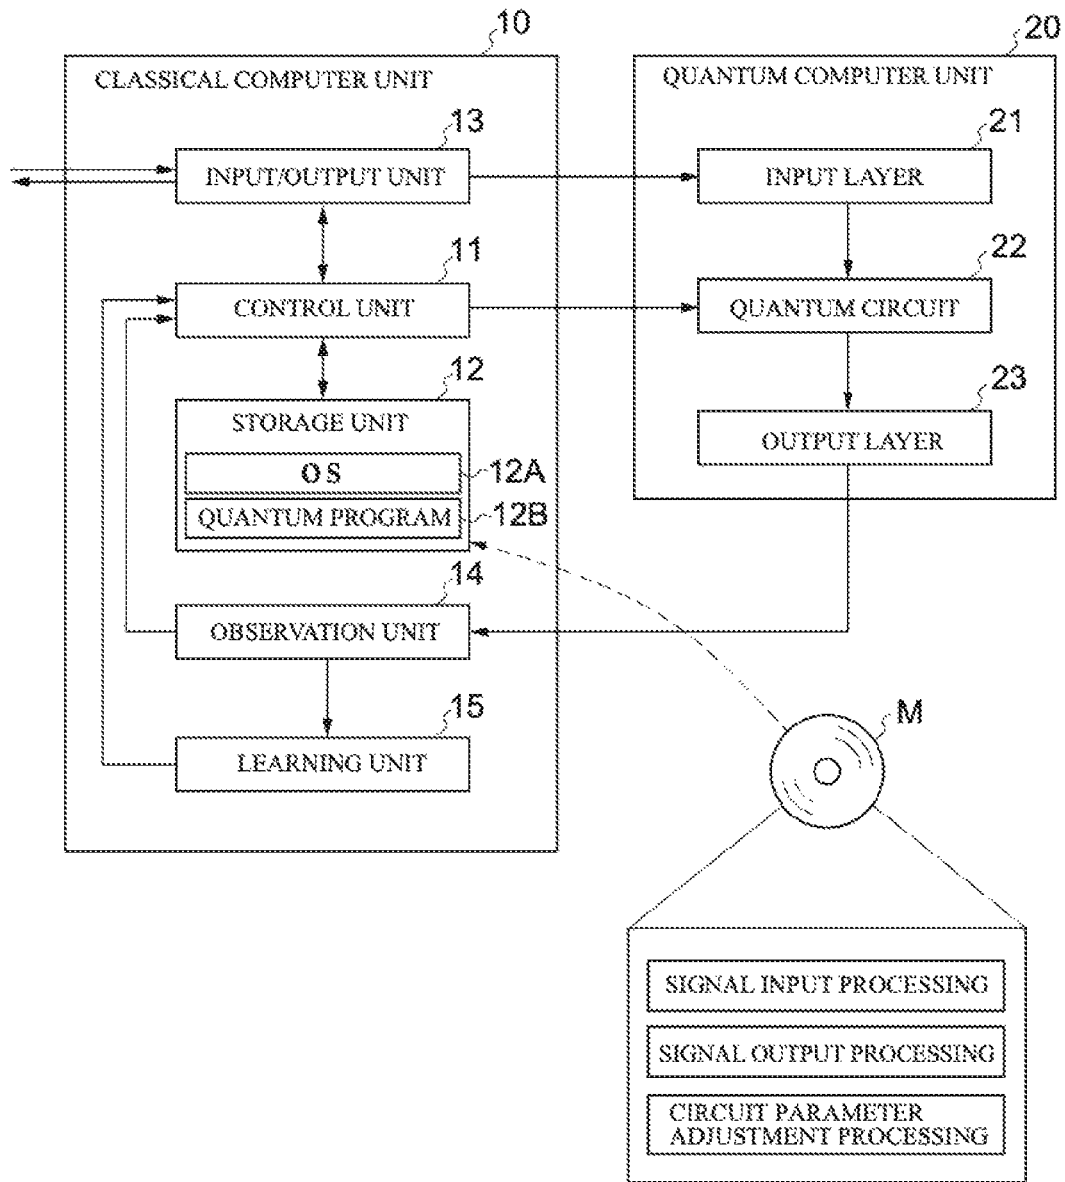 10
CLASSICAL COMPUTER UNIT
13
INPUT/OUTPUT UNIT
11
CONTROL UNIT
12
STORAGE UNIT
OS
12A
QUANTUM PROGRAM
12B
14
OBSERVATION UNIT
15
LEARNING UNIT
20
QUANTUM COMPUTER UNIT
21
INPUT LAYER
22
QUANTUM CIRCUIT
23
OUTPUT LAYER
M
SIGNAL INPUT PROCESSING
SIGNAL OUTPUT PROCESSING
CIRCUIT PARAMETER
ADJUSTMENT PROCESSING